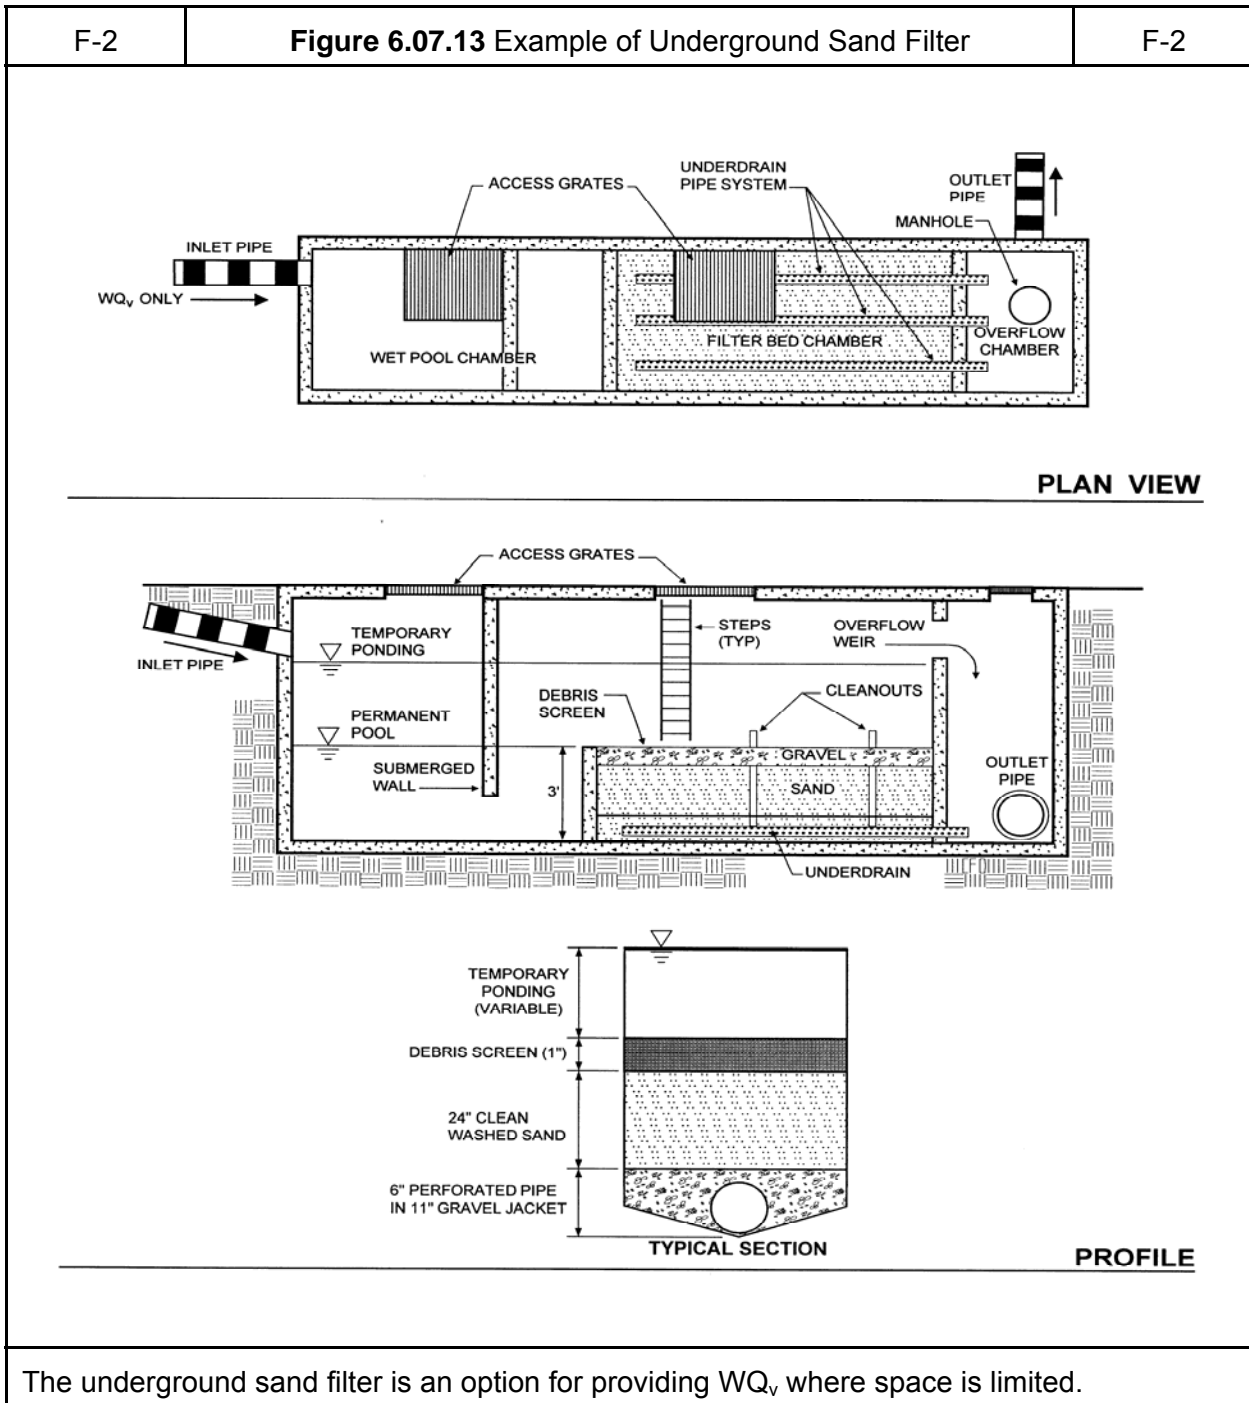 F-2
Figure 6.07.13 Example of Underground Sand Filter
F-2
ACCESS GRATES
UNDERDRAIN
PIPE SYSTEM
OUTLET
PIPE
MANHOLE
INLET PIPE
WQv ONLY
WET POOL CHAMBER
FILTER BED CHAMBER
OVERFLOW
CHAMBER
PLAN VIEW
ACCESS GRATES
TEMPORARY
PONDING
STEPS
(TYP)
OVERFLOW
WEIR
INLET PIPE
DEBRIS
SCREEN
CLEANOUTS
PERMANENT
POOL
GRAVEL
SUBMERGED
WALL
3'
SAND
OUTLET
PIPE
UNDERDRAIN
TEMPORARY
PONDING
(VARIABLE)
DEBRIS SCREEN (1")
24" CLEAN
WASHED SAND
6" PERFORATED PIPE
IN 11" GRAVEL JACKET
TYPICAL SECTION
PROFILE
The underground sand filter is an option for providing WQv where space is limited.